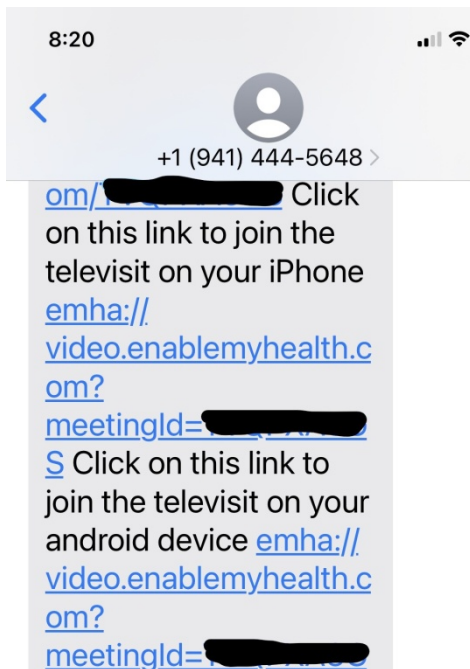 8:20
+1 (941) 444-5648
om/ Click
on this link to join the
televisit on your iPhone
emha://
video.enablemyhealth.c
om?
meetingId=
S Click on this link to
join the televisit on your
android device emha://
video.enablemyhealth.c
om?
meetingId=